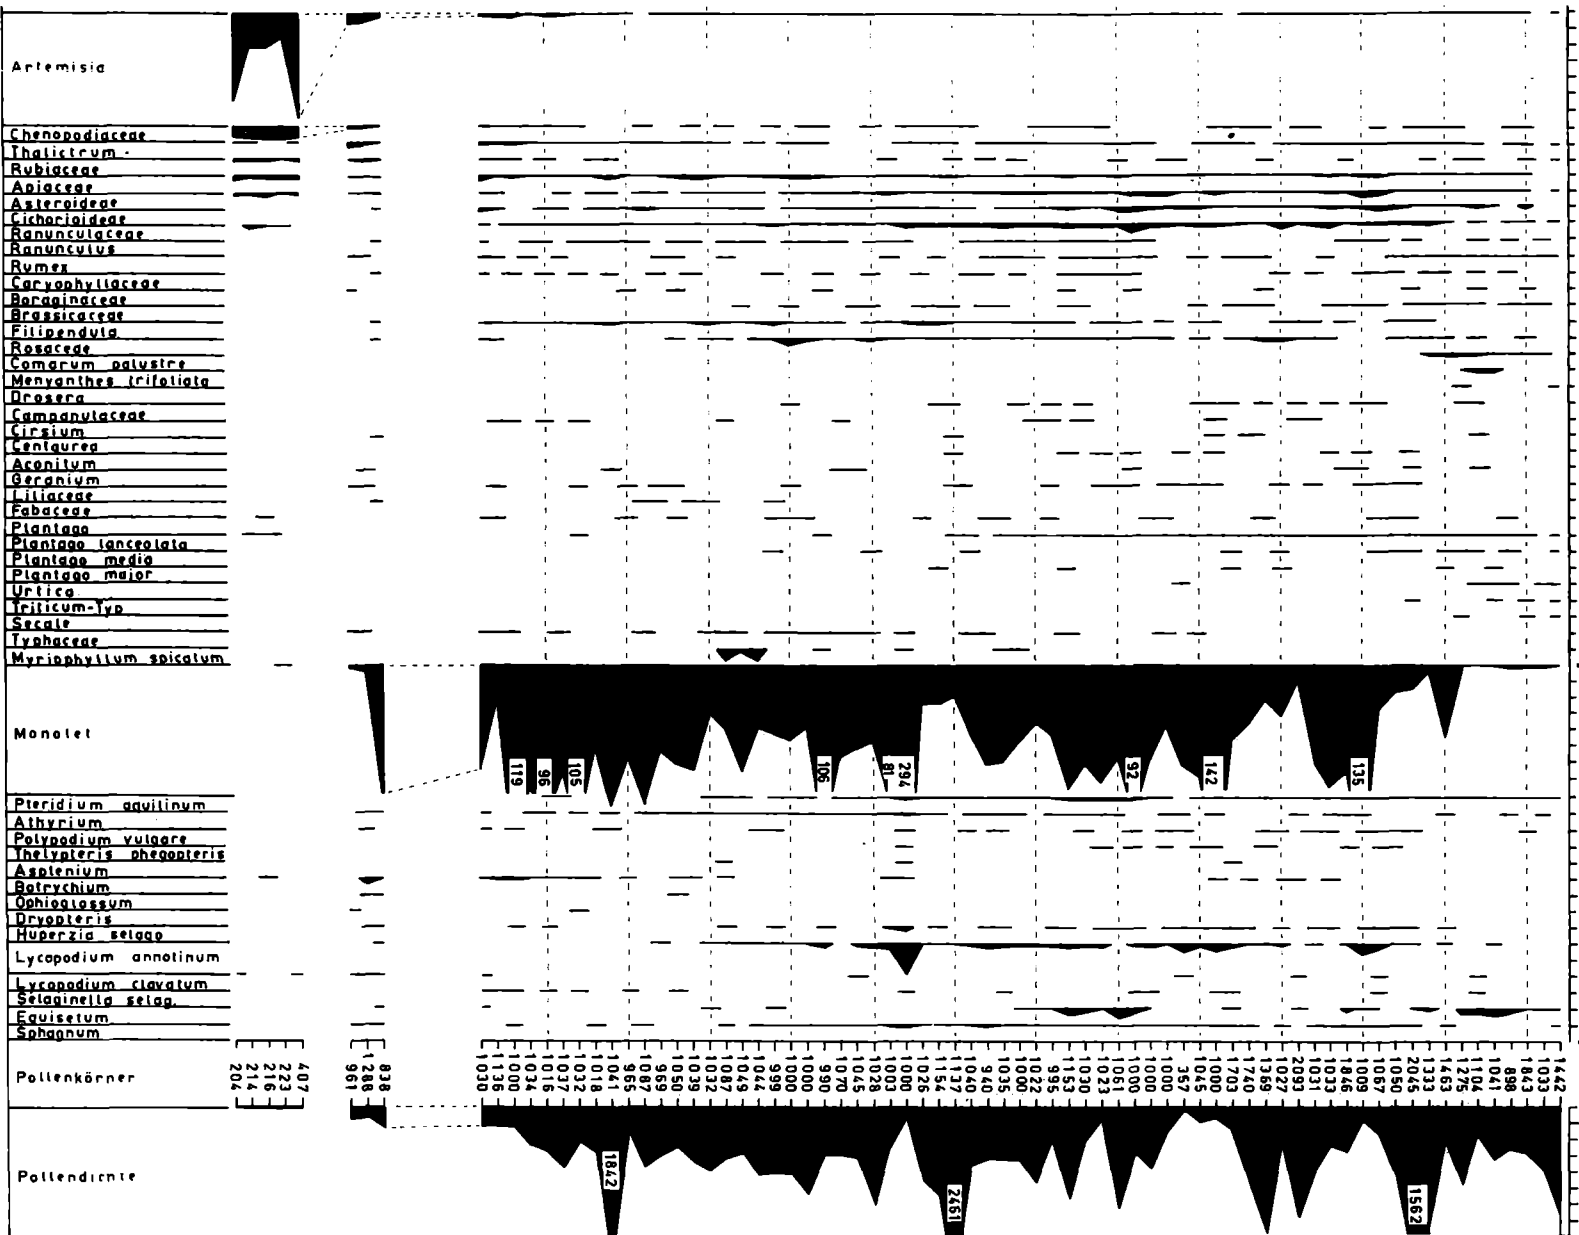 Artemisia
Chenopodiaceae
Thalictrum
Rubiaceae
Apiaceae
Asteroideae
Cichorioideae
Ranunculaceae
Ranunculus
Rumex
Caryophyllaceae
Boraginaceae
Brassicaceae
Filipendula
Rosaceae
Comarum palustre
Menyanthes trifoliata
Drosera
Campanulaceae
Cirsium
Centaurea
Aconitum
Geranium
Liliaceae
Fabaceae
Plantago
Plantago lanceolata
Plantago media
Plantago major
Urtica
Triticum-Typ
Secale
Typhaceae
Myriophyllum spicatum
Monolet
119 96 105 106 81 294 92 142 135
Pteridium aquilinum
Athyrium
Polypodium vulgare
Thelypteris phegopteris
Asplenium
Botrychium
Ophioglossum
Dryopteris
Huperzia selago
Lycopodium annotinum
Lycopodium clavatum
Selaginella selag.
Equisetum
Sphagnum
Pollenkörner
204 214 216 223 407 961 1288 838 1030 1136 1000 1034 1016 1037 1032 1018 1041 965 1087 969 1050 1039 1032 1087 1049 1044 999 1000 1000 990 1070 1045 1028 1003 1000 1026 1154 1137 1040 940 1035 1000 1022 995 1153 1030 1023 1061 1000 1000 1000 357 1045 1000 1703 1740 1369 1027 2093 1031 1033 1846 1009 1067 1050 2045 1333 1463 1275 1104 1041 898 1843 1033 1442
Pollendichte
1842 2461 1562